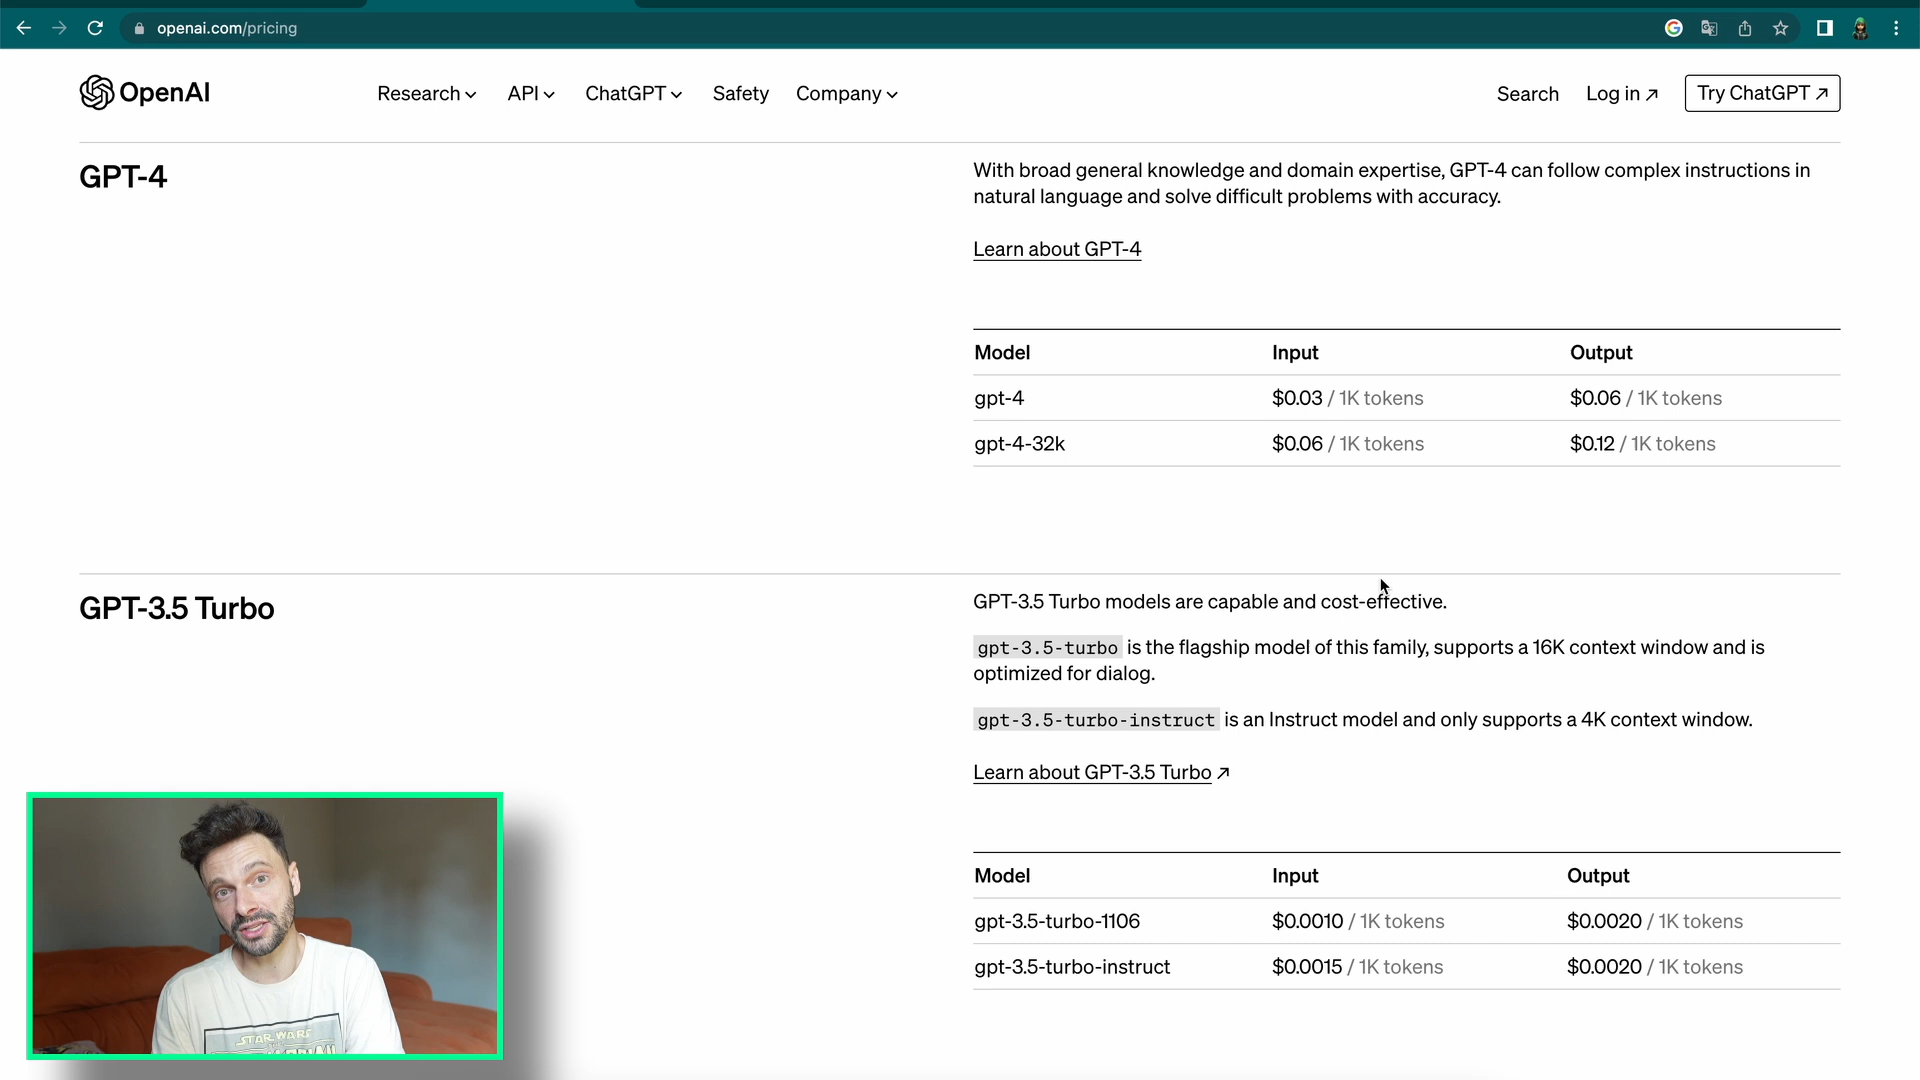 openai.com/pricing
OpenAI
Research
API
ChatGPT
Safety
Company
Search
Log in ↗
Try ChatGPT ↗
GPT-4
With broad general knowledge and domain expertise, GPT-4 can follow complex instructions in
natural language and solve difficult problems with accuracy.
Learn about GPT-4
Model Input Output
gpt-4 $0.03 / 1K tokens $0.06 / 1K tokens
gpt-4-32k $0.06 / 1K tokens $0.12 / 1K tokens
GPT-3.5 Turbo
GPT-3.5 Turbo models are capable and cost-effective.
gpt-3.5-turbo is the flagship model of this family, supports a 16K context window and is
optimized for dialog.
gpt-3.5-turbo-instruct is an Instruct model and only supports a 4K context window.
Learn about GPT-3.5 Turbo ↗
Model Input Output
gpt-3.5-turbo-1106 $0.0010 / 1K tokens $0.0020 / 1K tokens
gpt-3.5-turbo-instruct $0.0015 / 1K tokens $0.0020 / 1K tokens
STAR WARS